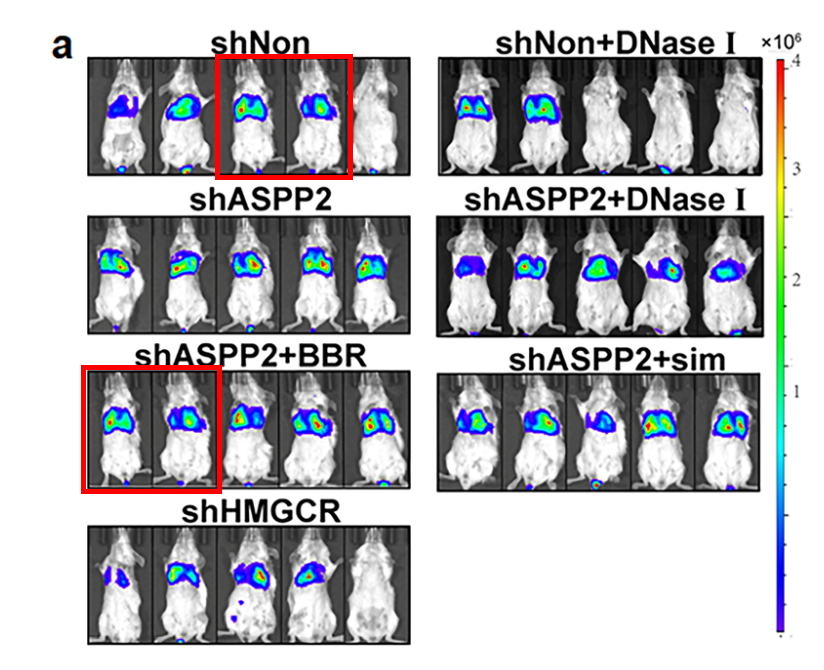 a
shNon
shNon+DNase I
×10⁶
4
3
2
1
shASPP2
shASPP2+DNase I
shASPP2+BBR
shASPP2+sim
shHMGCR